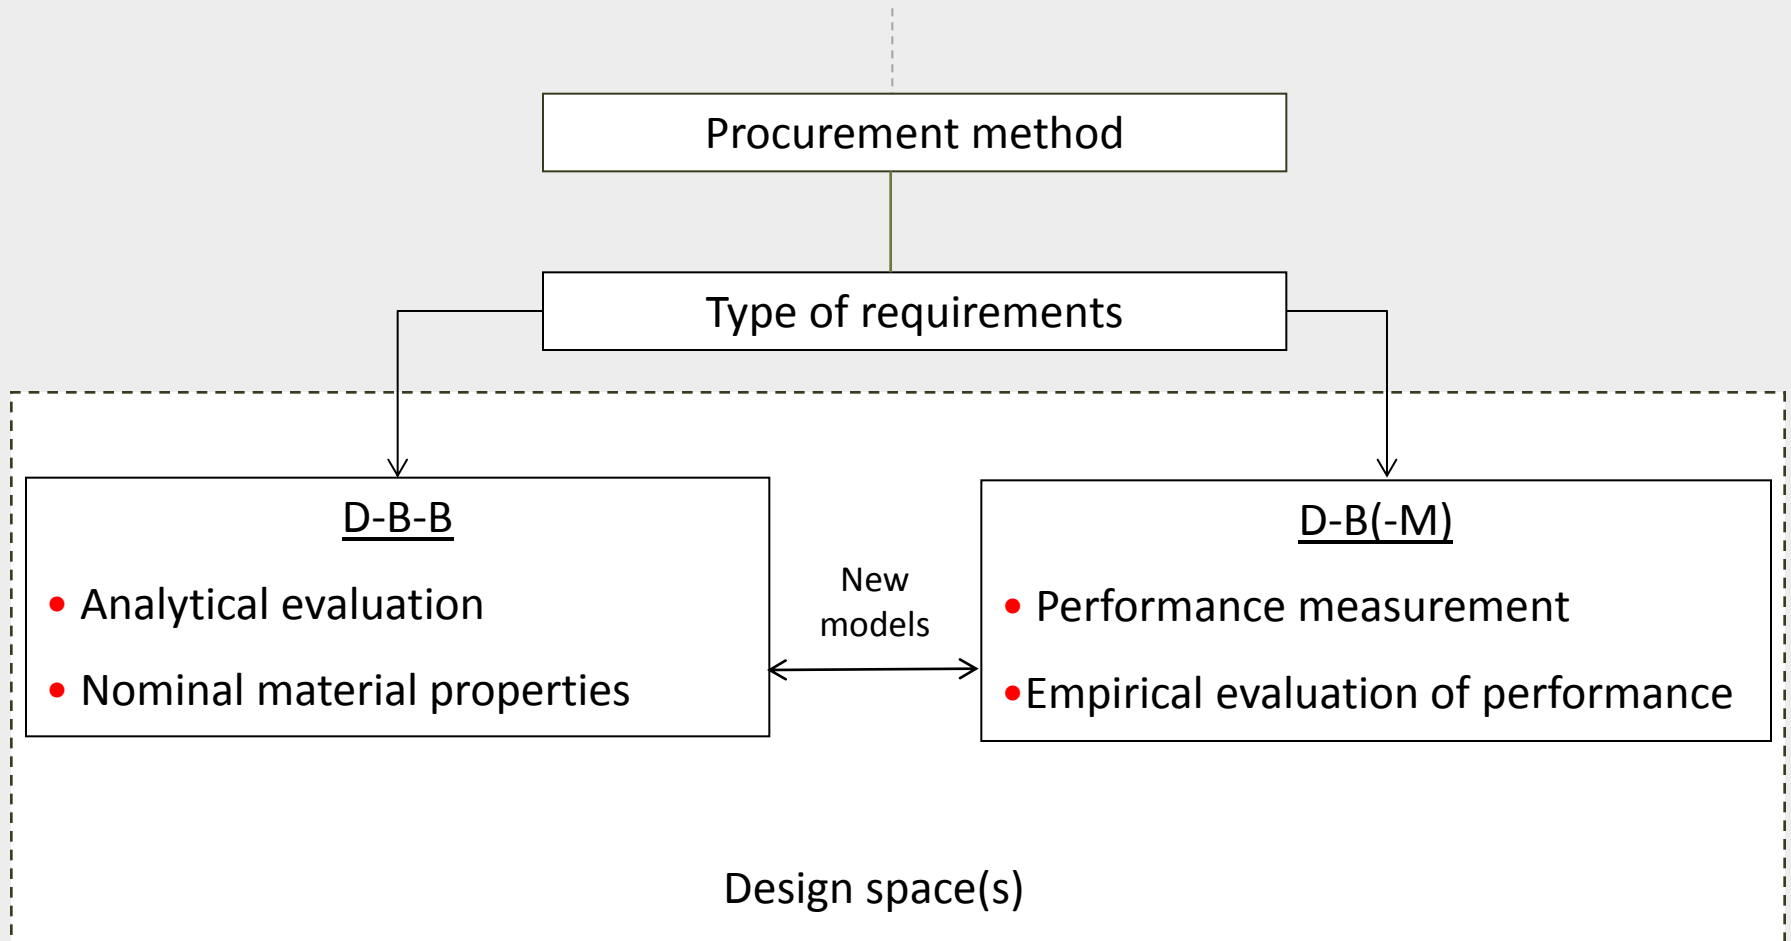 Procurement method
Type of requirements
D-B-B
• Analytical evaluation
• Nominal material properties
New
models
D-B(-M)
• Performance measurement
•Empirical evaluation of performance
Design space(s)